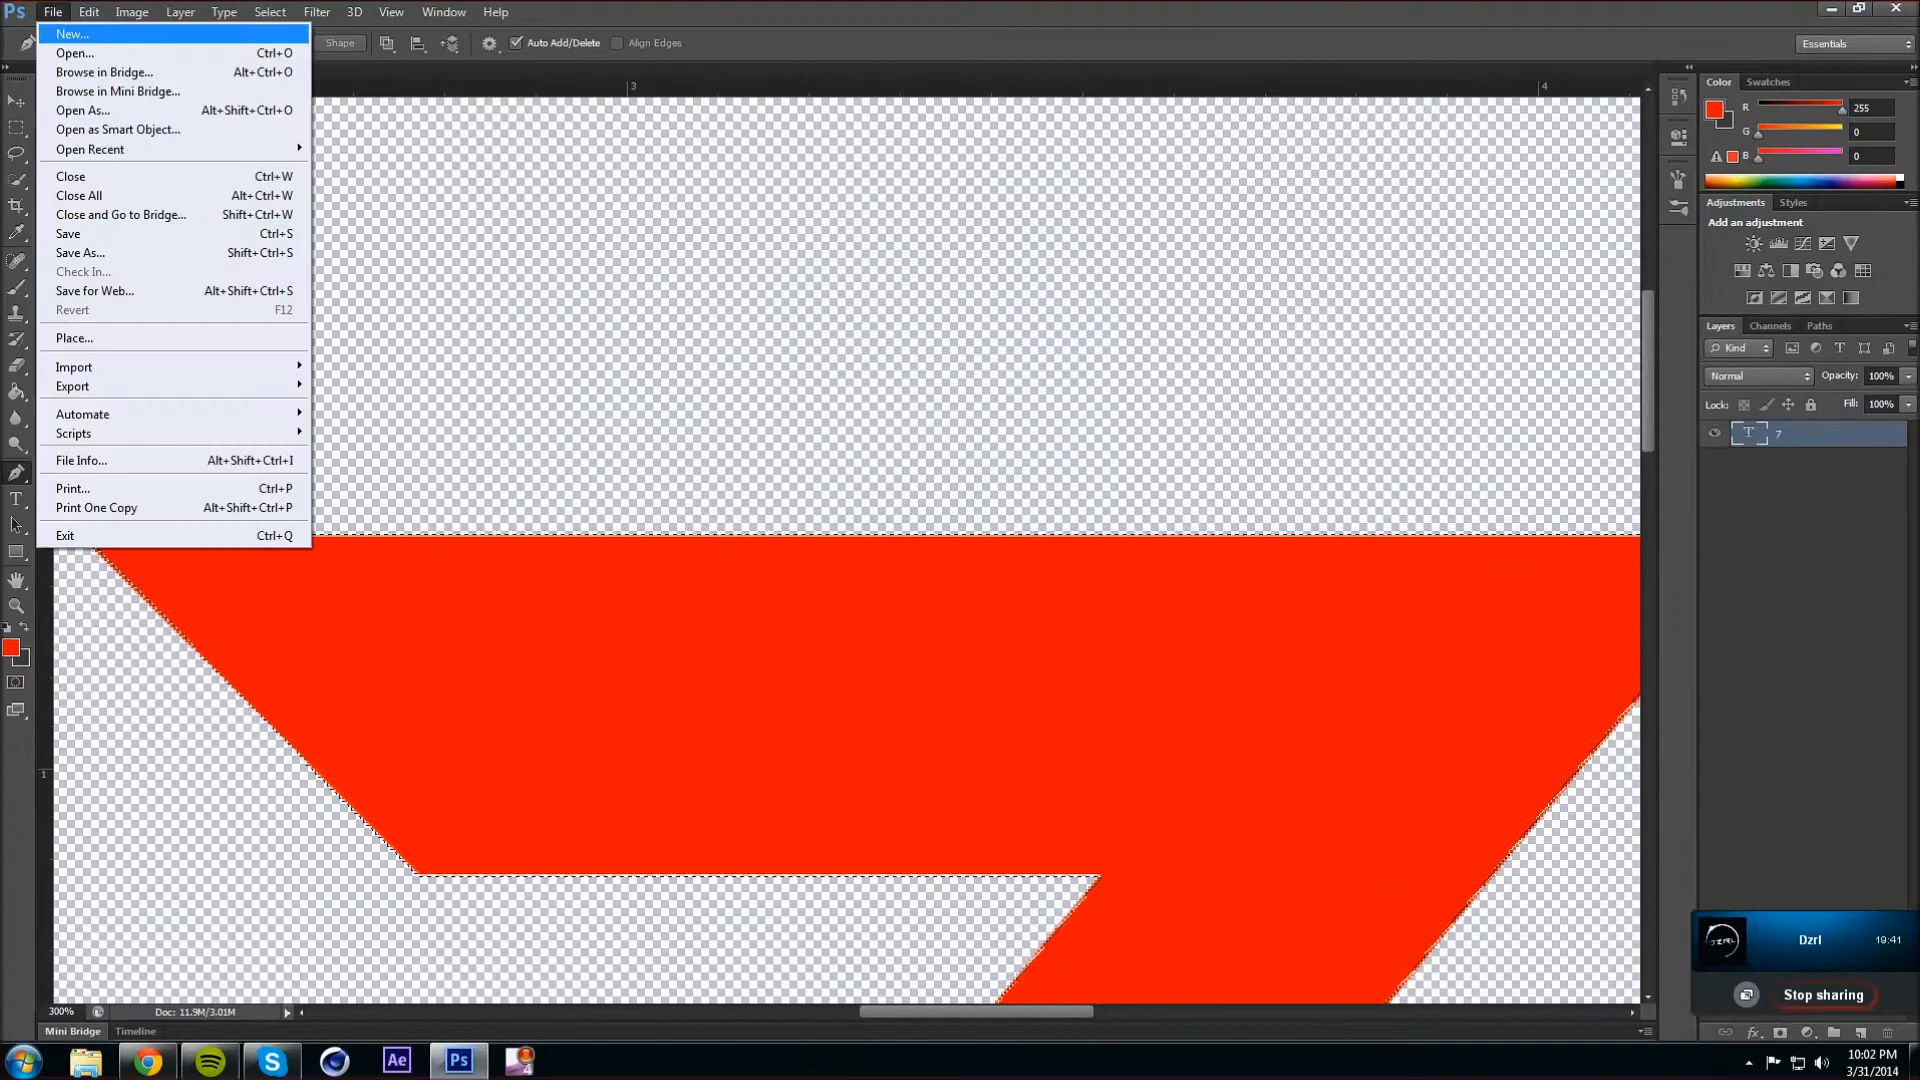 Ps File Edit Image Layer Type Select Filter 3D View Window Help
Shape Auto Add/Delete Align Edges Essentials
New...
Open... Ctrl+O
Browse in Bridge... Alt+Ctrl+O
Browse in Mini Bridge...
Open As... Alt+Shift+Ctrl+O
Open as Smart Object...
Open Recent
Close Ctrl+W
Close All Alt+Ctrl+W
Close and Go to Bridge... Shift+Ctrl+W
Save Ctrl+S
Save As... Shift+Ctrl+S
Check In...
Save for Web... Alt+Shift+Ctrl+S
Revert F12
Place...
Import
Export
Automate
Scripts
File Info... Alt+Shift+Ctrl+I
Print... Ctrl+P
Print One Copy Alt+Shift+Ctrl+P
Exit Ctrl+Q
3 4
1
Color Swatches
R 255
G 0
B 0
Adjustments Styles
Add an adjustment
Layers Channels Paths
Kind
Normal Opacity: 100%
Lock: Fill: 100%
T 7
Dzrl 19:41
Stop sharing
300% Doc: 11.9M/3.01M
Mini Bridge Timeline
fx
Ae Ps
10:02 PM
3/31/2014